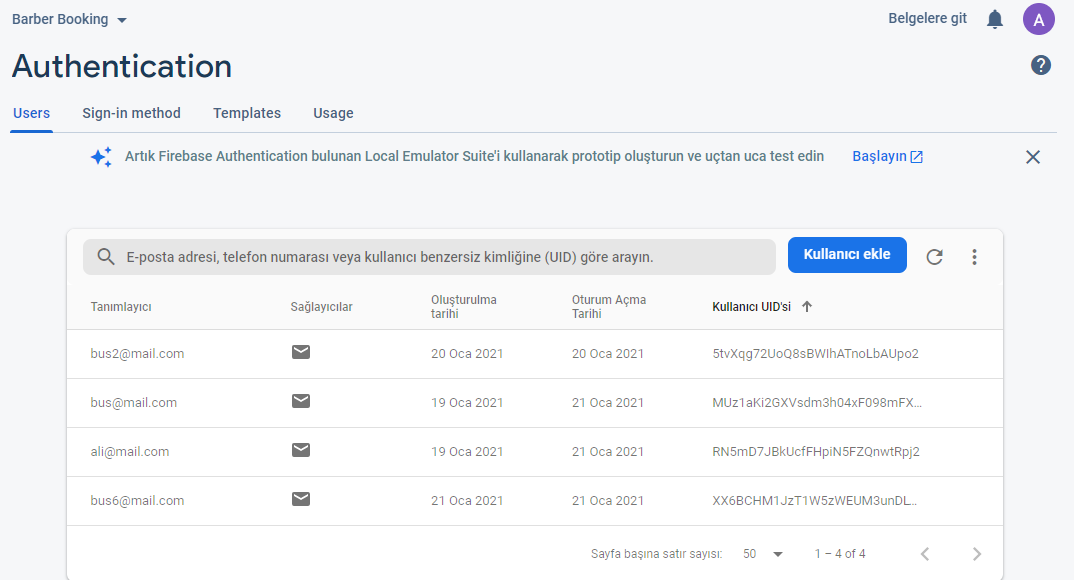 Barber Booking
Belgelere git
A
Authentication
Users Sign-in method Templates Usage
Artık Firebase Authentication bulunan Local Emulator Suite'i kullanarak prototip oluşturun ve uçtan uca test edin Başlayın
E-posta adresi, telefon numarası veya kullanıcı benzersiz kimliğine (UID) göre arayın. Kullanıcı ekle
Tanımlayıcı Sağlayıcılar Oluşturulma tarihi Oturum Açma Tarihi Kullanıcı UID'si
bus2@mail.com 20 Oca 2021 20 Oca 2021 5tvXqg72UoQ8sBWIhATnoLbAUpo2
bus@mail.com 19 Oca 2021 21 Oca 2021 MUz1aKi2GXVsdm3h04xF098mFX...
ali@mail.com 19 Oca 2021 21 Oca 2021 RN5mD7JBkUcfFHpiN5FZQnwtRpj2
bus6@mail.com 21 Oca 2021 21 Oca 2021 XX6BCHM1JzT1W5zWEUM3unDL...
Sayfa başına satır sayısı: 50 1 – 4 of 4